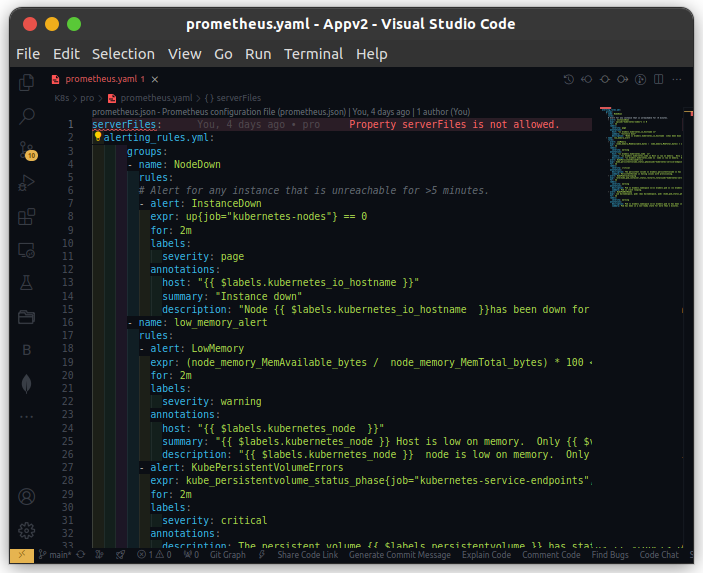 prometheus.yaml - Appv2 - Visual Studio Code
File Edit Selection View Go Run Terminal Help
prometheus.yaml 1
K8s > pro > prometheus.yaml > {} serverFiles
prometheus.json - Prometheus configuration file (prometheus.json) | You, 4 days ago | 1 author (You)
1 serverFiles: You, 4 days ago • pro Property serverFiles is not allowed.
2 alerting_rules.yml:
3 groups:
4 - name: NodeDown
5 rules:
6 # Alert for any instance that is unreachable for >5 minutes.
7 - alert: InstanceDown
8 expr: up{job="kubernetes-nodes"} == 0
9 for: 2m
10 labels:
11 severity: page
12 annotations:
13 host: "{{ $labels.kubernetes_io_hostname }}"
14 summary: "Instance down"
15 description: "Node {{ $labels.kubernetes_io_hostname }}has been down for
16 - name: low_memory_alert
17 rules:
18 - alert: LowMemory
19 expr: (node_memory_MemAvailable_bytes / node_memory_MemTotal_bytes) * 100 <
20 for: 2m
21 labels:
22 severity: warning
23 annotations:
24 host: "{{ $labels.kubernetes_node }}"
25 summary: "{{ $labels.kubernetes_node }} Host is low on memory. Only {{ $v
26 description: "{{ $labels.kubernetes_node }} node is low on memory. Only
27 - alert: KubePersistentVolumeErrors
28 expr: kube_persistentvolume_status_phase{job="kubernetes-service-endpoints",
29 for: 2m
30 labels:
31 severity: critical
32 annotations:
33 description: The persistent volume {{ $labels.persistentvolume }} has stat
10
B
main*
1 0
0
Git Graph
Share Code Link
Generate Commit Message
Explain Code
Comment Code
Find Bugs
Code Chat